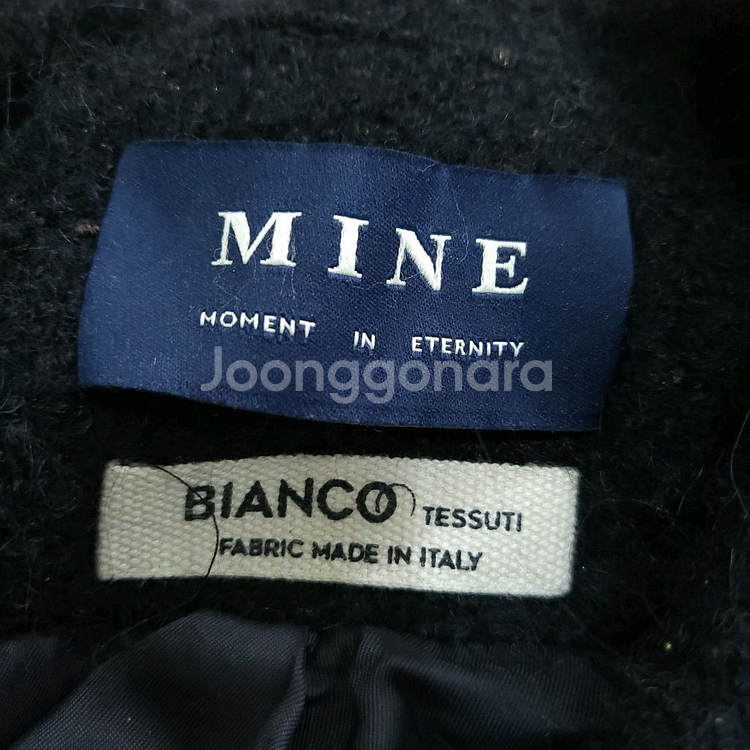 MINE
MOMENT IN ETERNITY
Joonggonara
BIANCO TESSUTI
FABRIC MADE IN ITALY